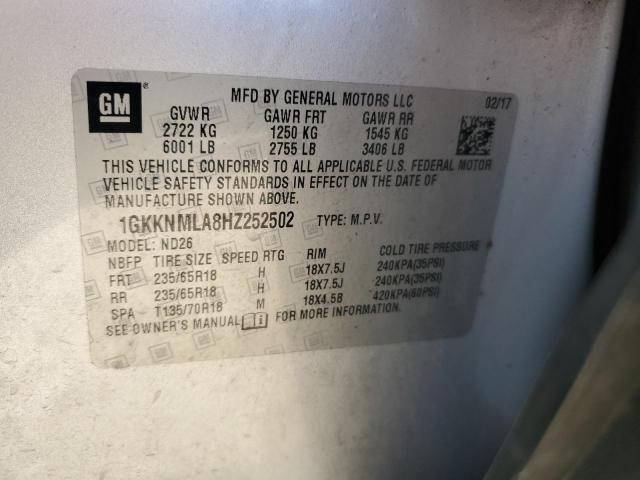 GM
MFD BY GENERAL MOTORS LLC 02/17
GVWR GAWR FRT GAWR RR
2722 KG 1250 KG 1545 KG
6001 LB 2755 LB 3406 LB
THIS VEHICLE CONFORMS TO ALL APPLICABLE U.S. FEDERAL MOTOR
VEHICLE SAFETY STANDARDS IN EFFECT ON THE DATE OF
MANUFACTURE SHOWN ABOVE.
1GKKNMLA8HZ252502 TYPE: M.P.V.
MODEL: ND26
NBFP TIRE SIZE SPEED RTG RIM COLD TIRE PRESSURE
FRT 235/65R18 H 18X7.5J 240KPA(35PSI)
RR 235/65R18 H 18X7.5J 240KPA(35PSI)
SPA T135/70R18 M 18X4.5B 420KPA(60PSI)
SEE OWNER'S MANUAL FOR MORE INFORMATION.